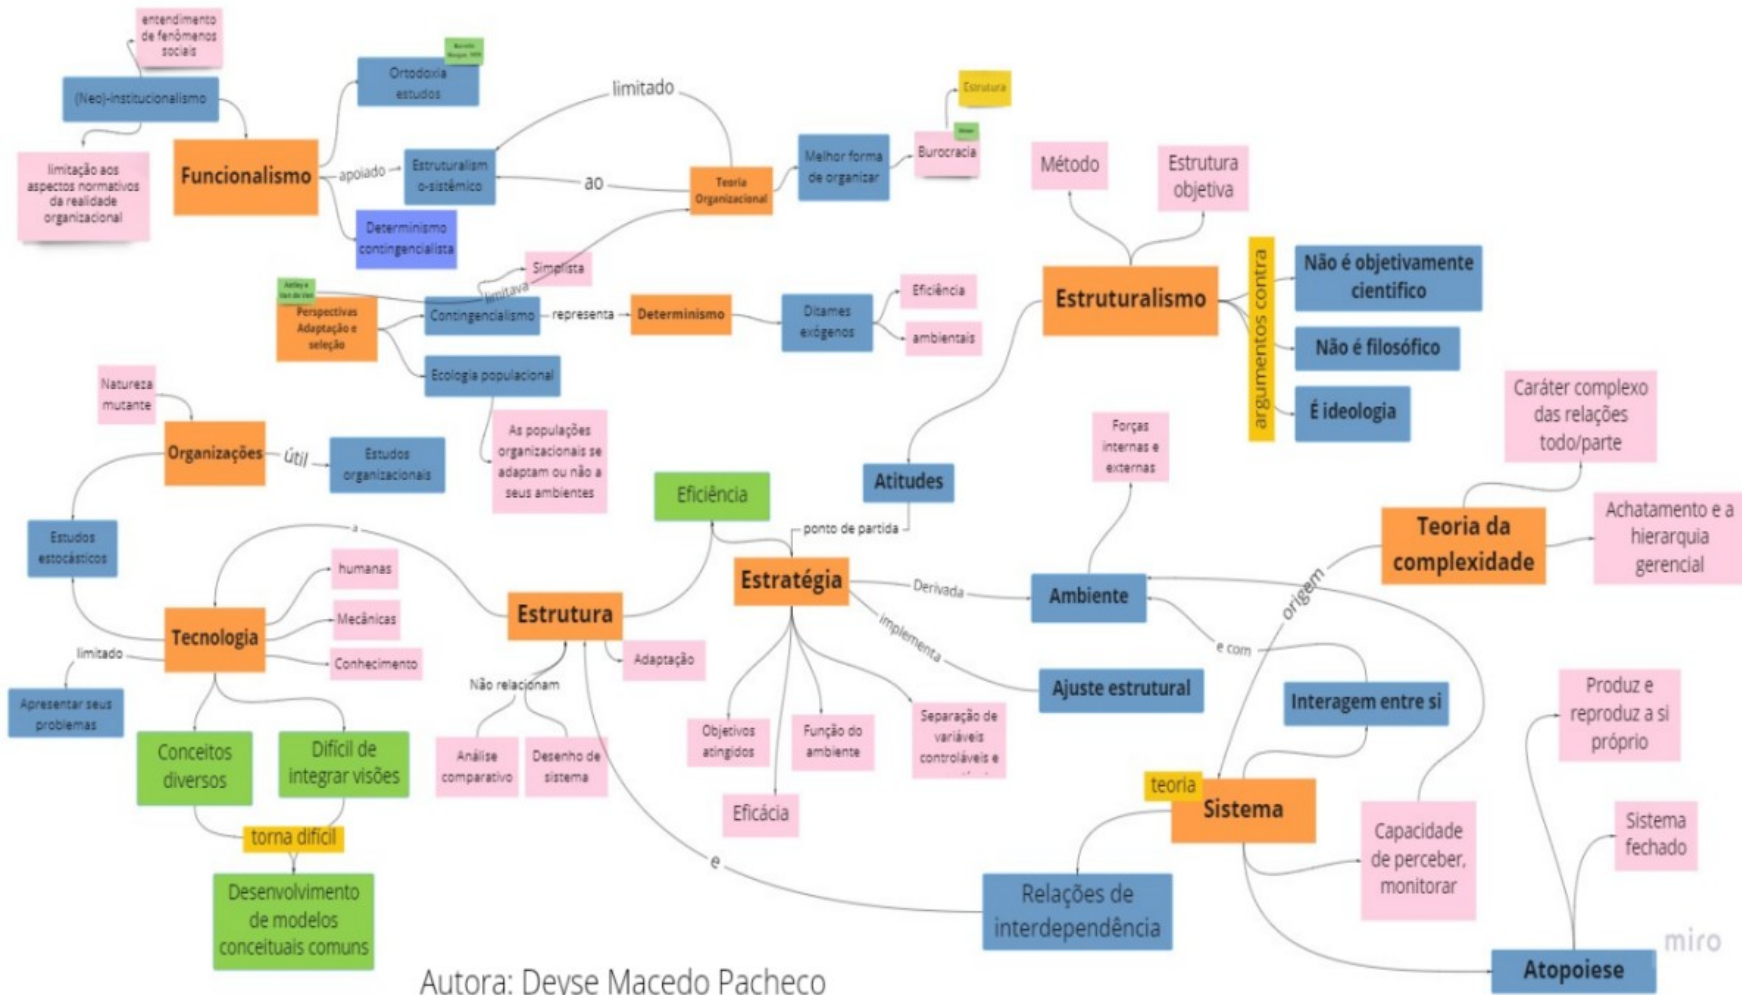 entendimento
de fenômenos
sociais
(Neo)-institucionalismo
limitação aos
aspectos normativos
da realidade
organizacional
Funcionalismo
Ortodoxia
estudos
apoiado
Estruturalism
o-sistêmico
Determinismo
contingencialista
limitado
ao
Teoria
Organizacional
Melhor forma
de organizar
Burocracia
Estrutura
Simplista
limitava
Perspectivas
Adaptação e
seleção
Contingencialismo
representa
Determinismo
Ditames
exógenos
Eficiência
ambientais
Ecologia populacional
As populações
organizacionais se
adaptam ou não a
seus ambientes
Método
Estrutura
objetiva
Estruturalismo
argumentos contra
Não é objetivamente
cientifico
Não é filosófico
É ideologia
Natureza
mutante
Organizações
útil
Estudos
organizacionais
Estudos
estocásticos
a
Tecnologia
humanas
Mecânicas
Conhecimento
limitado
Apresentar seus
problemas
Conceitos
diversos
Difícil de
integrar visões
torna difícil
Desenvolvimento
de modelos
conceituais comuns
Eficiência
Estrutura
Adaptação
Não relacionam
Análise
comparativo
Desenho de
sistema
Atitudes
ponto de partida
Estratégia
Derivada
implementa
Ambiente
Forças
internas e
externas
Ajuste estrutural
Objetivos
atingidos
Eficácia
Função do
ambiente
Separação de
variáveis
controláveis e
Caráter complexo
das relações
todo/parte
Teoria da
complexidade
Achatamento e a
hierarquia
gerencial
origem
e com
Interagem entre si
teoria
Sistema
Capacidade
de perceber,
monitorar
Relações de
interdependência
e
Produz e
reproduz a si
próprio
Sistema
fechado
Atopoiese
miro
Autora: Deyse Macedo Pacheco